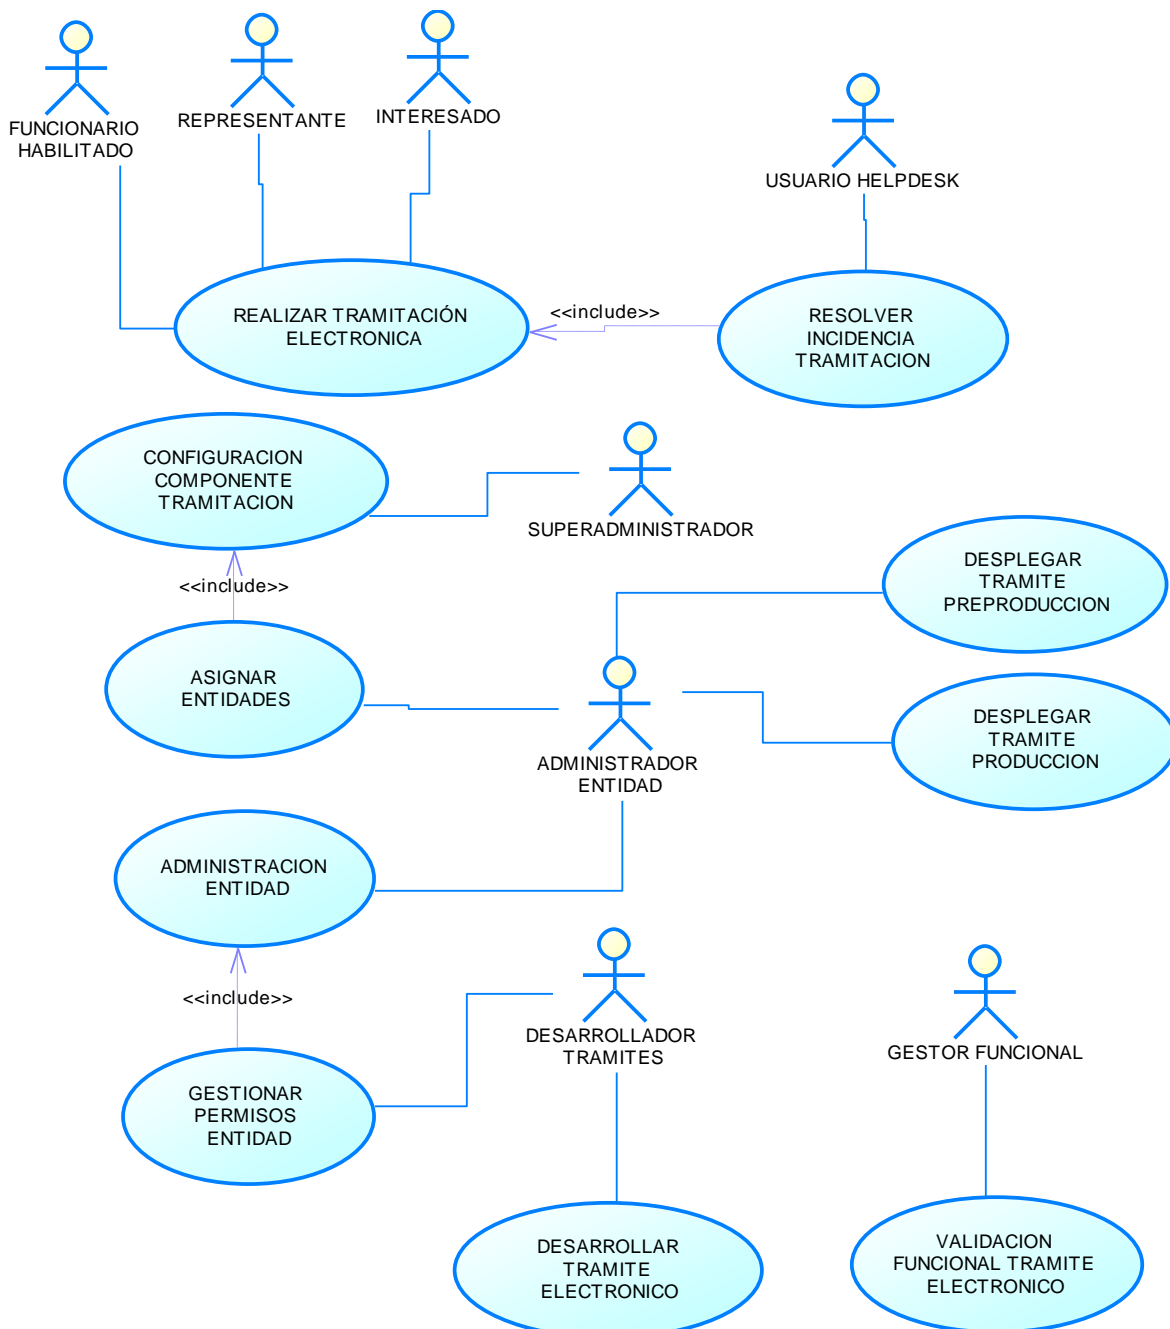 FUNCIONARIO
HABILITADO
REPRESENTANTE
INTERESADO
USUARIO HELPDESK
REALIZAR TRAMITACIÓN
ELECTRONICA
<<include>>
RESOLVER
INCIDENCIA
TRAMITACION
CONFIGURACION
COMPONENTE
TRAMITACION
SUPERADMINISTRADOR
<<include>>
DESPLEGAR
TRAMITE
PREPRODUCCION
ASIGNAR
ENTIDADES
ADMINISTRADOR
ENTIDAD
DESPLEGAR
TRAMITE
PRODUCCION
ADMINISTRACION
ENTIDAD
<<include>>
DESARROLLADOR
TRAMITES
GESTOR FUNCIONAL
GESTIONAR
PERMISOS
ENTIDAD
DESARROLLAR
TRAMITE
ELECTRONICO
VALIDACION
FUNCIONAL TRAMITE
ELECTRONICO